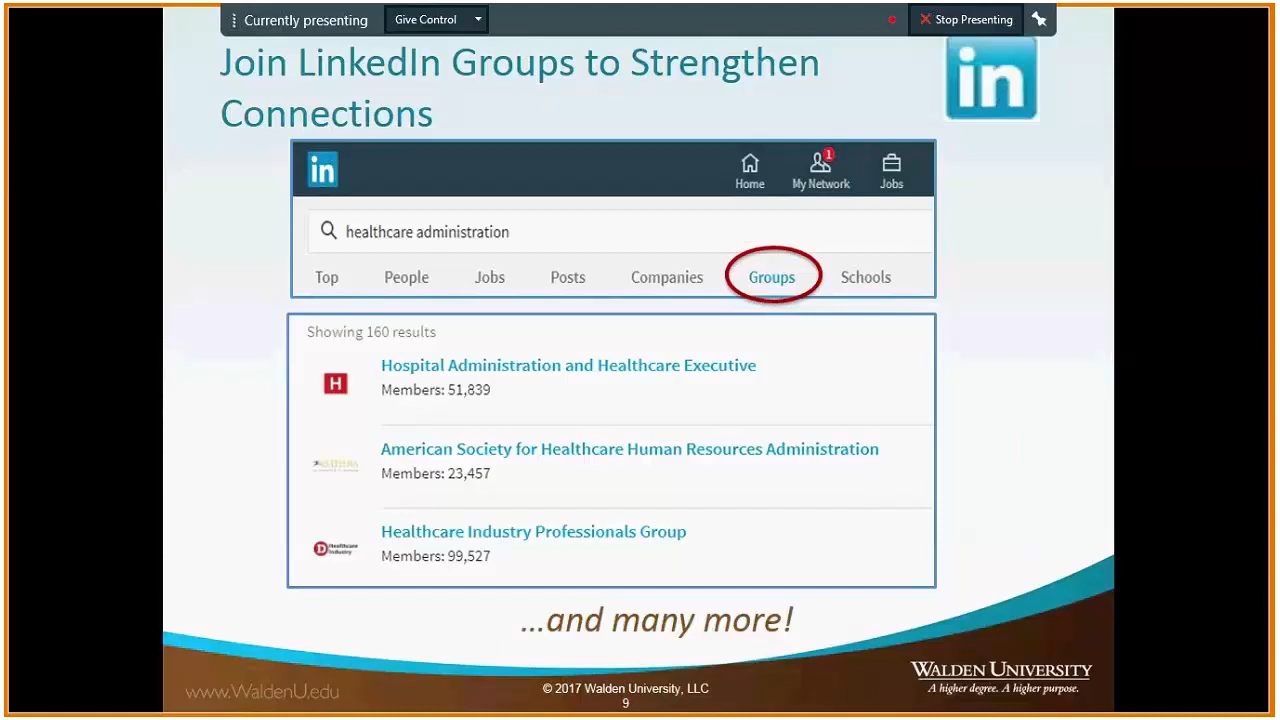 Currently presenting
Give Control
Stop Presenting
Join LinkedIn Groups to Strengthen
Connections
in
in
1
Home
My Network
Jobs
healthcare administration
Top
People
Jobs
Posts
Companies
Groups
Schools
Showing 160 results
H
Hospital Administration and Healthcare Executive
Members: 51,839
American Society for Healthcare Human Resources Administration
Members: 23,457
Healthcare Industry Professionals Group
Members: 99,527
D Healthcare
Industry
...and many more!
WALDEN UNIVERSITY
A higher degree. A higher purpose.
www.WaldenU.edu
© 2017 Walden University, LLC
9